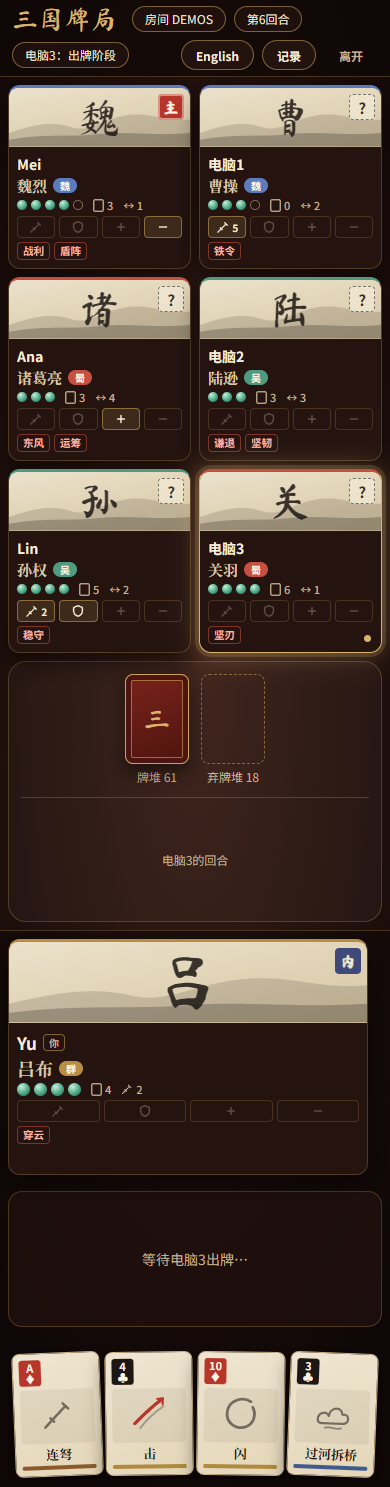 三国牌局 房间 DEMOS 第6回合
电脑3：出牌阶段 English 记录 离开
魏 主
Mei
魏烈 魏
3 ↔1
+ −
战利 盾阵
曹 ?
电脑1
曹操 魏
0 ↔2
5 + −
铁令
诸 ?
Ana
诸葛亮 蜀
3 ↔4
+ −
东风 运筹
陆 ?
电脑2
陆逊 吴
3 ↔3
+ −
谦退 坚韧
孙 ?
Lin
孙权 吴
5 ↔2
2 + −
稳守
关 ?
电脑3
关羽 蜀
6 ↔1
+ −
坚刃
三
牌堆 61 弃牌堆 18
电脑3的回合
吕 内
Yu 你
吕布 群
4 2
+ −
穿云
等待电脑3出牌…
A♦
连弩
4♣
击
10♦
闪
3♣
过河拆桥